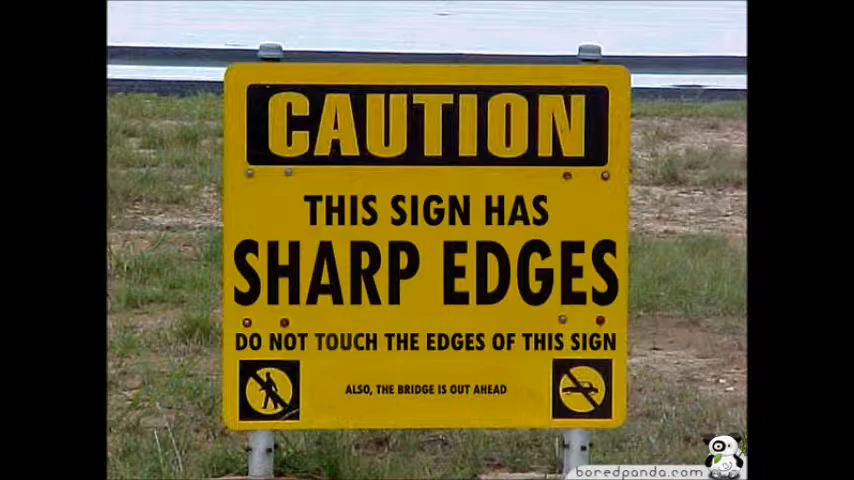 CAUTION
THIS SIGN HAS
SHARP EDGES
DO NOT TOUCH THE EDGES OF THIS SIGN
ALSO, THE BRIDGE IS OUT AHEAD
boredpanda.com